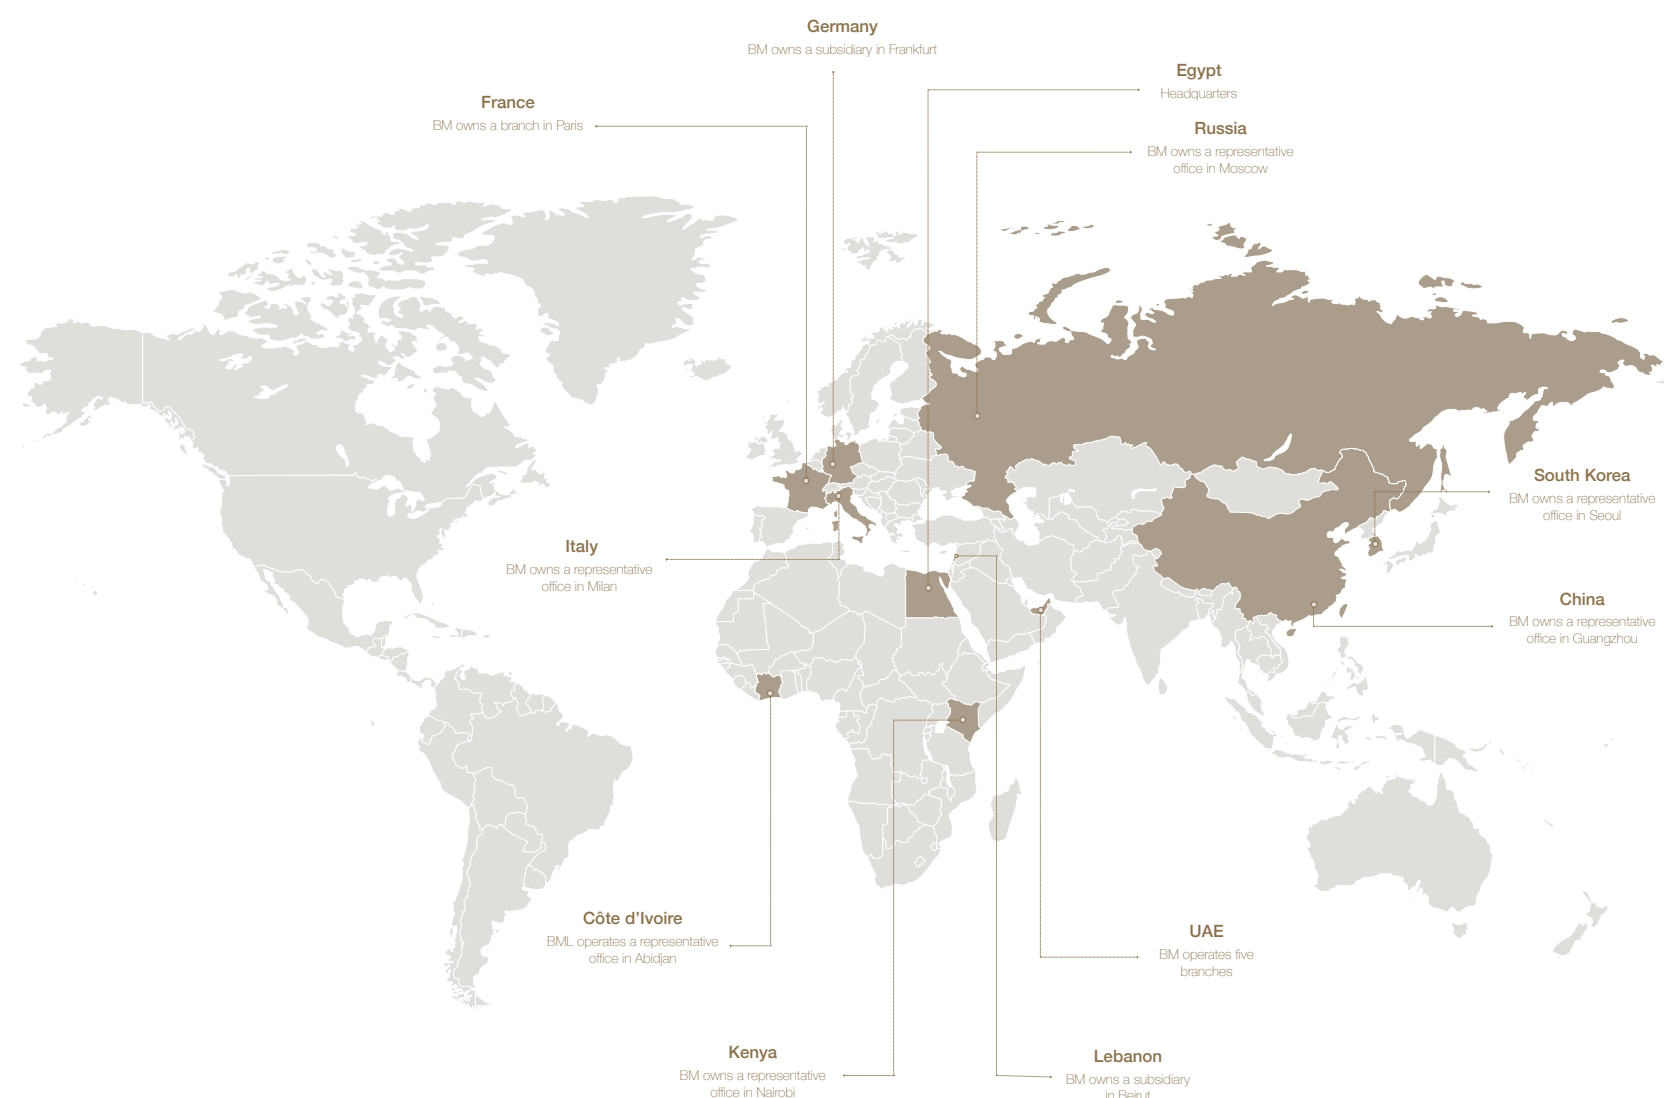 Germany
BM owns a subsidiary in Frankfurt
Egypt
Headquarters
France
BM owns a branch in Paris
Russia
BM owns a representative
office in Moscow
South Korea
BM owns a representative
office in Seoul
Italy
BM owns a representative
office in Milan
China
BM owns a representative
office in Guangzhou
Côte d’Ivoire
BML operates a representative
office in Abidjan
UAE
BM operates five
branches
Kenya
BM owns a representative
office in Nairobi
Lebanon
BM owns a subsidiary
in Beirut